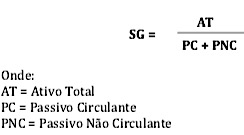 SG = AT
PC + PNC
Onde:
AT = Ativo Total
PC = Passivo Circulante
PNC = Passivo Não Circulante